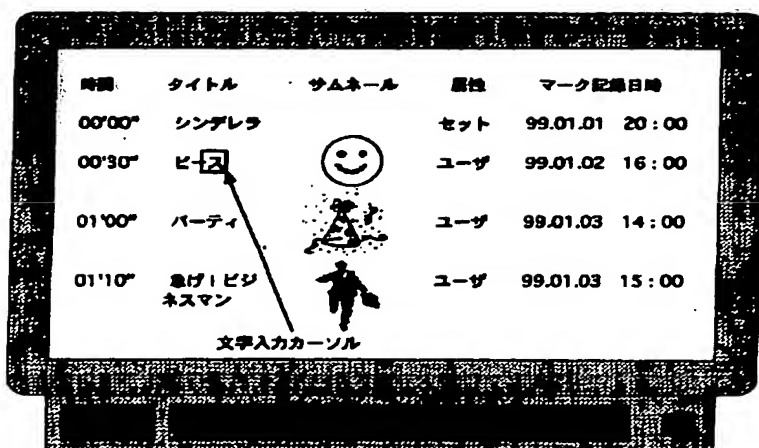 時間 タイトル サムネール 属性 マーク記録日時
00'00" シンデレラ セット 99.01.01 20:00
00'30" ピース ユーザ 99.01.02 16:00
01'00" パーティ ユーザ 99.01.03 14:00
01'10" 急げ!ビジ ユーザ 99.01.03 15:00
ネスマン
文字入力カーソル